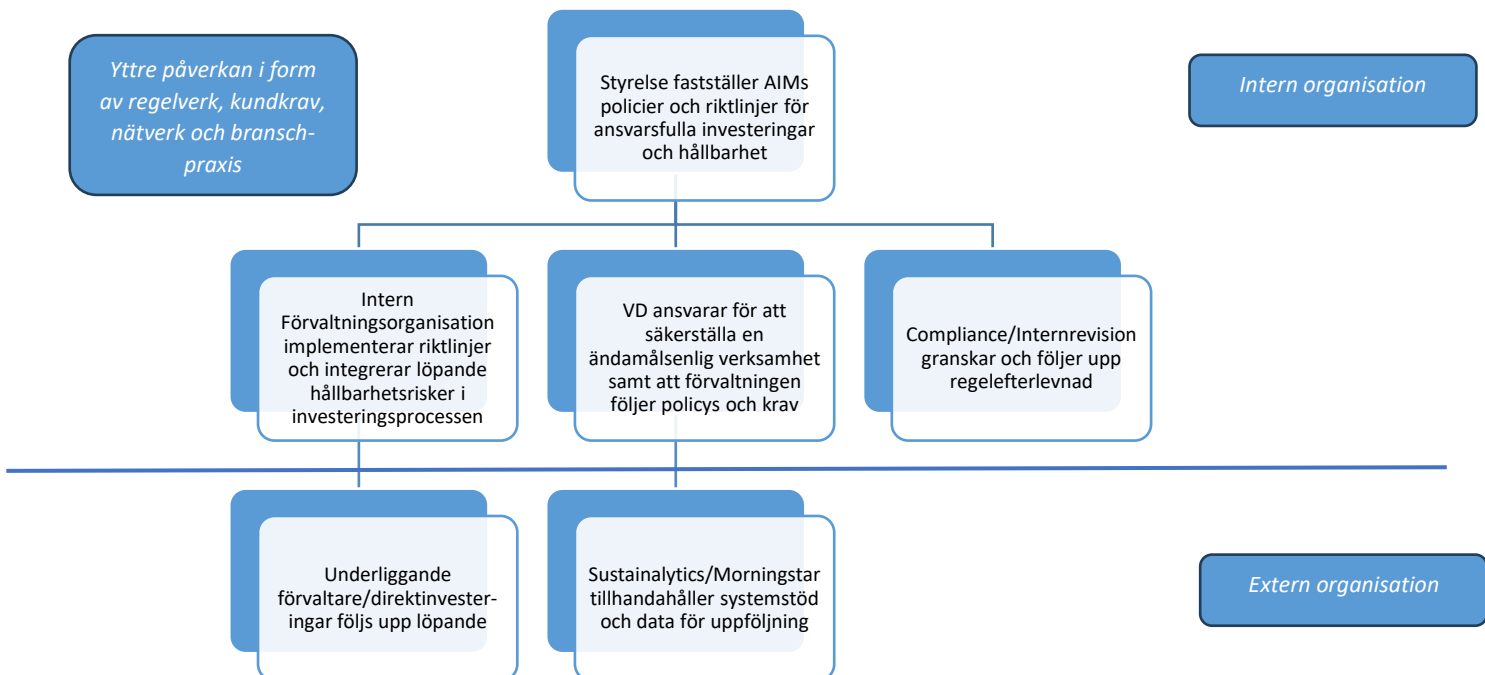 Yttre påverkan i form
av regelverk, kundkrav,
nätverk och bransch-
praxis
Styrelse fastställer AIMs
policier och riktlinjer för
ansvarsfulla investeringar
och hållbarhet
Intern organisation
Intern
Förvaltningsorganisation
implementerar riktlinjer
och integrerar löpande
hållbarhetsrisker i
investeringsprocessen
VD ansvarar för att
säkerställa en
ändamålsenlig verksamhet
samt att förvaltningen
följer policys och krav
Compliance/Internrevision
granskar och följer upp
regelefterlevnad
Underliggande
förvaltare/direktinvester-
ingar följs upp löpande
Sustainalytics/Morningstar
tillhandahåller systemstöd
och data för uppföljning
Extern organisation